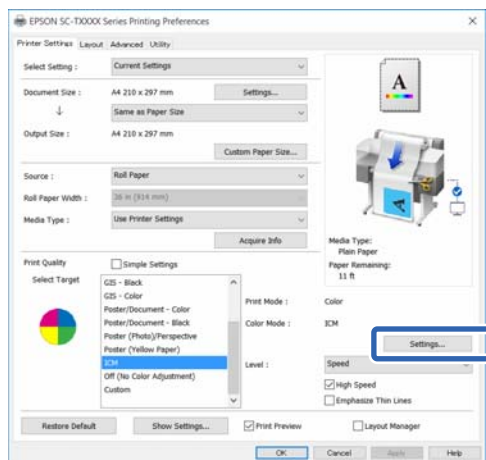 EPSON SC-TXXXX Series Printing Preferences
Printer Settings Layout Advanced Utility
Select Setting : Current Settings
Document Size : A4 210 x 297 mm Settings...
Same as Paper Size
Output Size : A4 210 x 297 mm
Custom Paper Size...
Source : Roll Paper
Roll Paper Width : 36 in (914 mm)
Media Type : Use Printer Settings
Acquire Info
A
Media Type:
Plain Paper
Paper Remaining:
11 ft
Print Quality Simple Settings
Select Target
GIS - Black
GIS - Color
Poster/Document - Color
Poster/Document - Black
Poster (Photo)/Perspective
Poster (Yellow Paper)
ICM
Off (No Color Adjustment)
Custom
Print Mode : Color
Color Mode : ICM
Settings...
Level : Speed
High Speed
Emphasize Thin Lines
Restore Default Show Settings... Print Preview Layout Manager
OK Cancel Apply Help